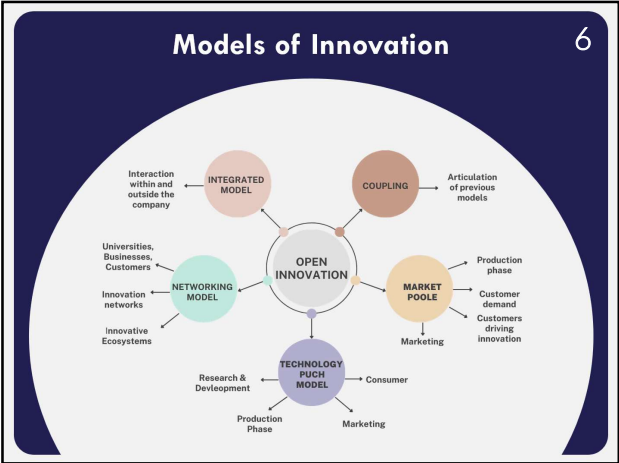 Models of Innovation
6
Interaction
within and
outside the
company
INTEGRATED
MODEL
COUPLING
Articulation
of previous
models
Universities,
Businesses,
Customers
Innovation
networks
Innovative
Ecosystems
NETWORKING
MODEL
OPEN
INNOVATION
MARKET
POOLE
Production
phase
Customer
demand
Customers
driving
innovation
Marketing
TECHNOLOGY
PUCH
MODEL
Research &
Devleopment
Production
Phase
Consumer
Marketing